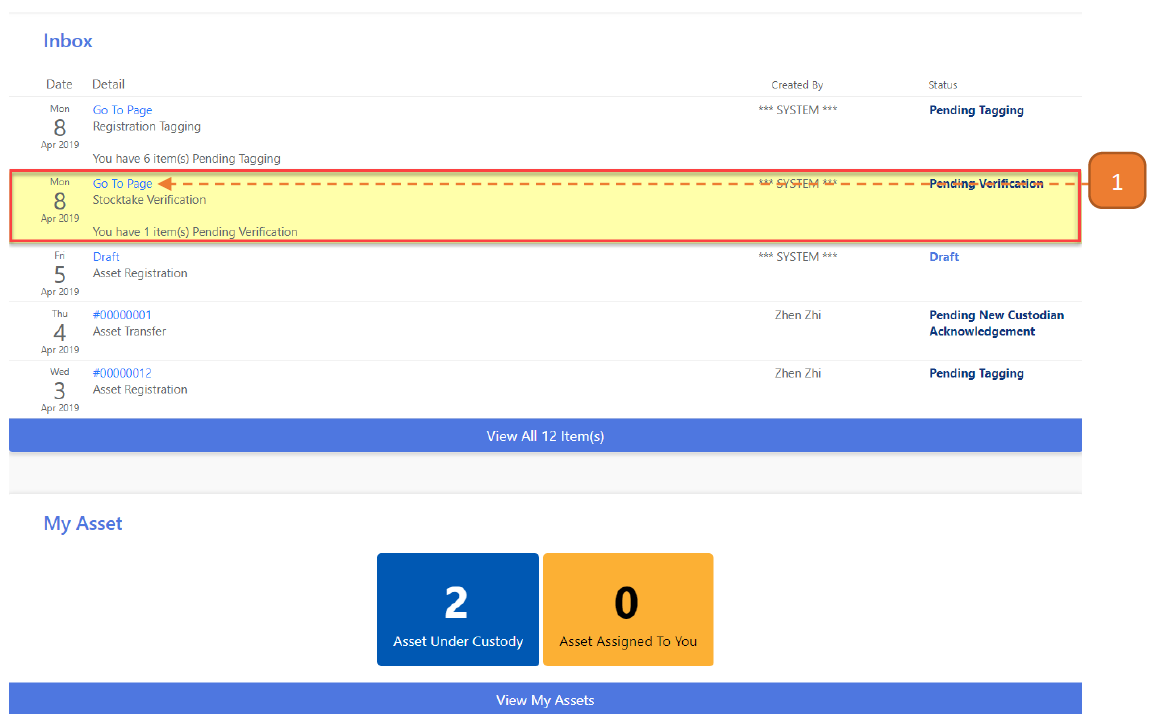 Inbox
Date Detail Created By Status
Mon
8
Apr 2019
Go To Page
Registration Tagging
You have 6 item(s) Pending Tagging
*** SYSTEM ***
Pending Tagging
Mon
8
Apr 2019
Go To Page
Stocktake Verification
You have 1 item(s) Pending Verification
*** SYSTEM ***
Pending Verification
1
Fri
5
Apr 2019
Draft
Asset Registration
*** SYSTEM ***
Draft
Thu
4
Apr 2019
#00000001
Asset Transfer
Zhen Zhi
Pending New Custodian
Acknowledgement
Wed
3
Apr 2019
#00000012
Asset Registration
Zhen Zhi
Pending Tagging
View All 12 Item(s)
My Asset
2
Asset Under Custody
0
Asset Assigned To You
View My Assets